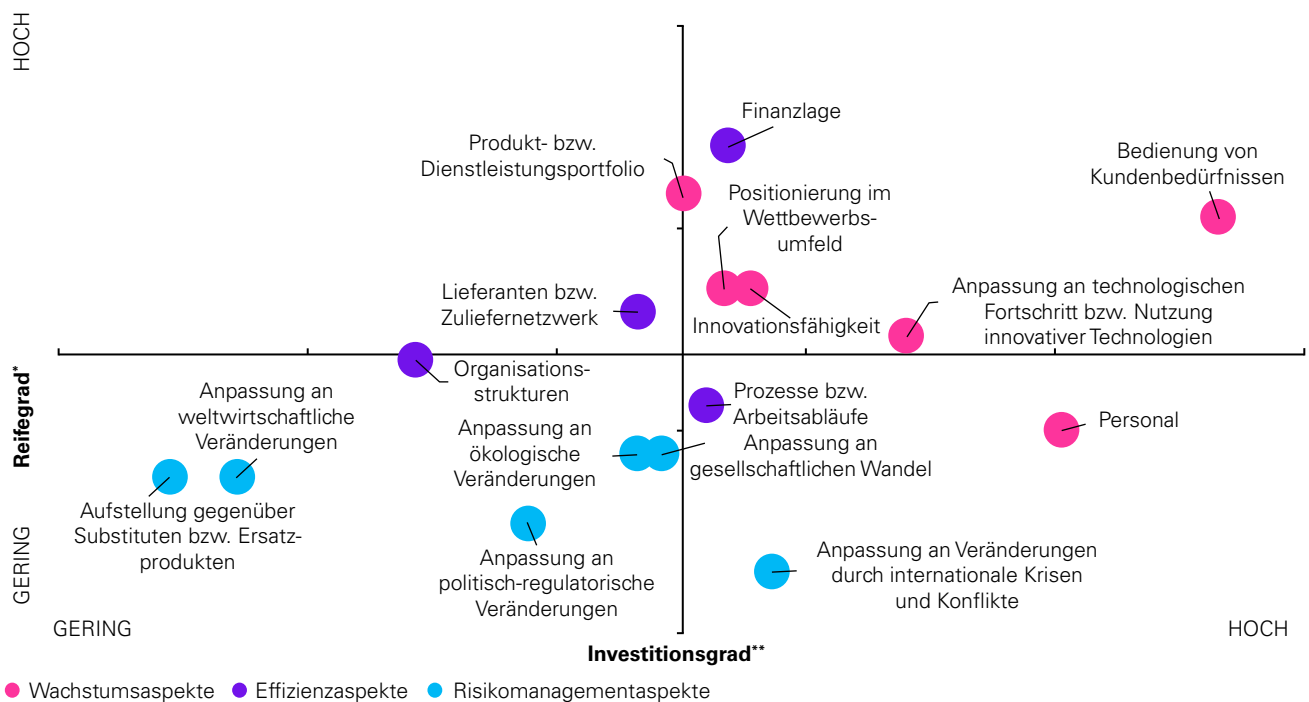 HOCH
Finanzlage
Produkt- bzw.
Dienstleistungsportfolio
Bedienung von
Kundenbedürfnissen
Positionierung im
Wettbewerbs-
umfeld
Lieferanten bzw.
Zuliefernetzwerk
Innovationsfähigkeit
Anpassung an technologischen
Fortschritt bzw. Nutzung
innovativer Technologien
Reifegrad*
Organisations-
strukturen
Anpassung an
weltwirtschaftliche
Veränderungen
Prozesse bzw.
Arbeitsabläufe
Personal
Anpassung an
ökologische
Veränderungen
Anpassung an
gesellschaftlichen Wandel
Aufstellung gegenüber
Substituten bzw. Ersatz-
produkten
Anpassung an
politisch-regulatorische
Veränderungen
Anpassung an Veränderungen
durch internationale Krisen
und Konflikte
GERING
GERING
HOCH
Investitionsgrad**
Wachstumsaspekte
Effizienzaspekte
Risikomanagementaspekte